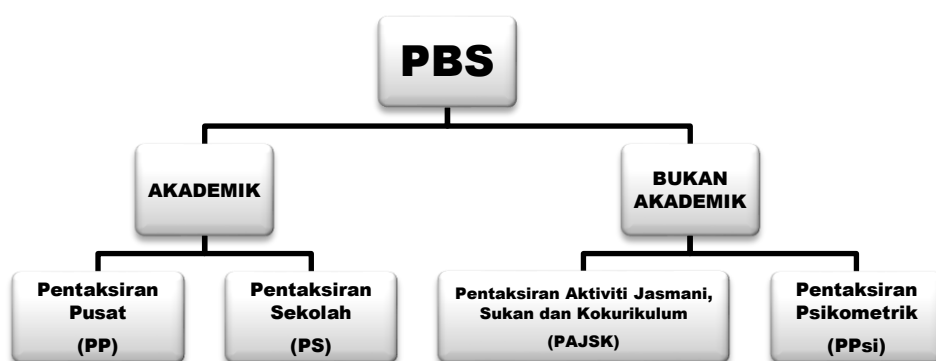 PBS
AKADEMIK
BUKAN
AKADEMIK
Pentaksiran
Pusat
(PP)
Pentaksiran
Sekolah
(PS)
Pentaksiran Aktiviti Jasmani,
Sukan dan Kokurikulum
(PAJSK)
Pentaksiran
Psikometrik
(PPsi)